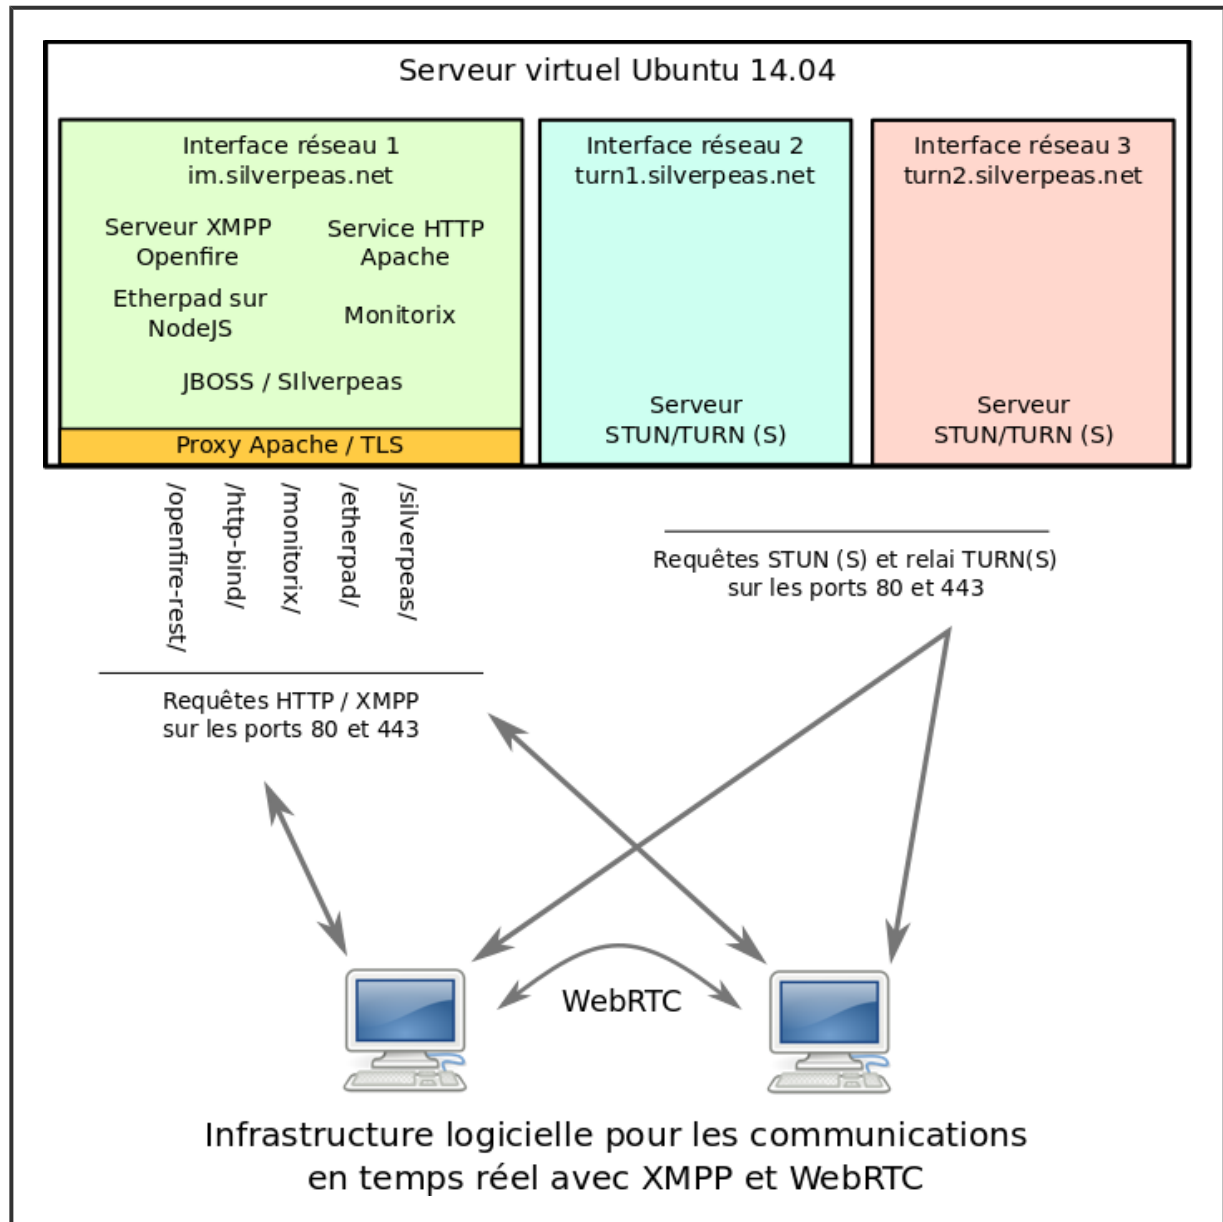 Serveur virtuel Ubuntu 14.04
Interface réseau 1
im.silverpeas.net
Serveur XMPP
Openfire
Service HTTP
Apache
Etherpad sur
NodeJS
Monitorix
JBOSS / SIlverpeas
Proxy Apache / TLS
Interface réseau 2
turn1.silverpeas.net
Serveur
STUN/TURN (S)
Interface réseau 3
turn2.silverpeas.net
Serveur
STUN/TURN (S)
/openfire-rest/
/http-bind/
/monitorix/
/etherpad/
/silverpeas/
Requêtes HTTP / XMPP
sur les ports 80 et 443
Requêtes STUN (S) et relai TURN(S)
sur les ports 80 et 443
WebRTC
Infrastructure logicielle pour les communications
en temps réel avec XMPP et WebRTC